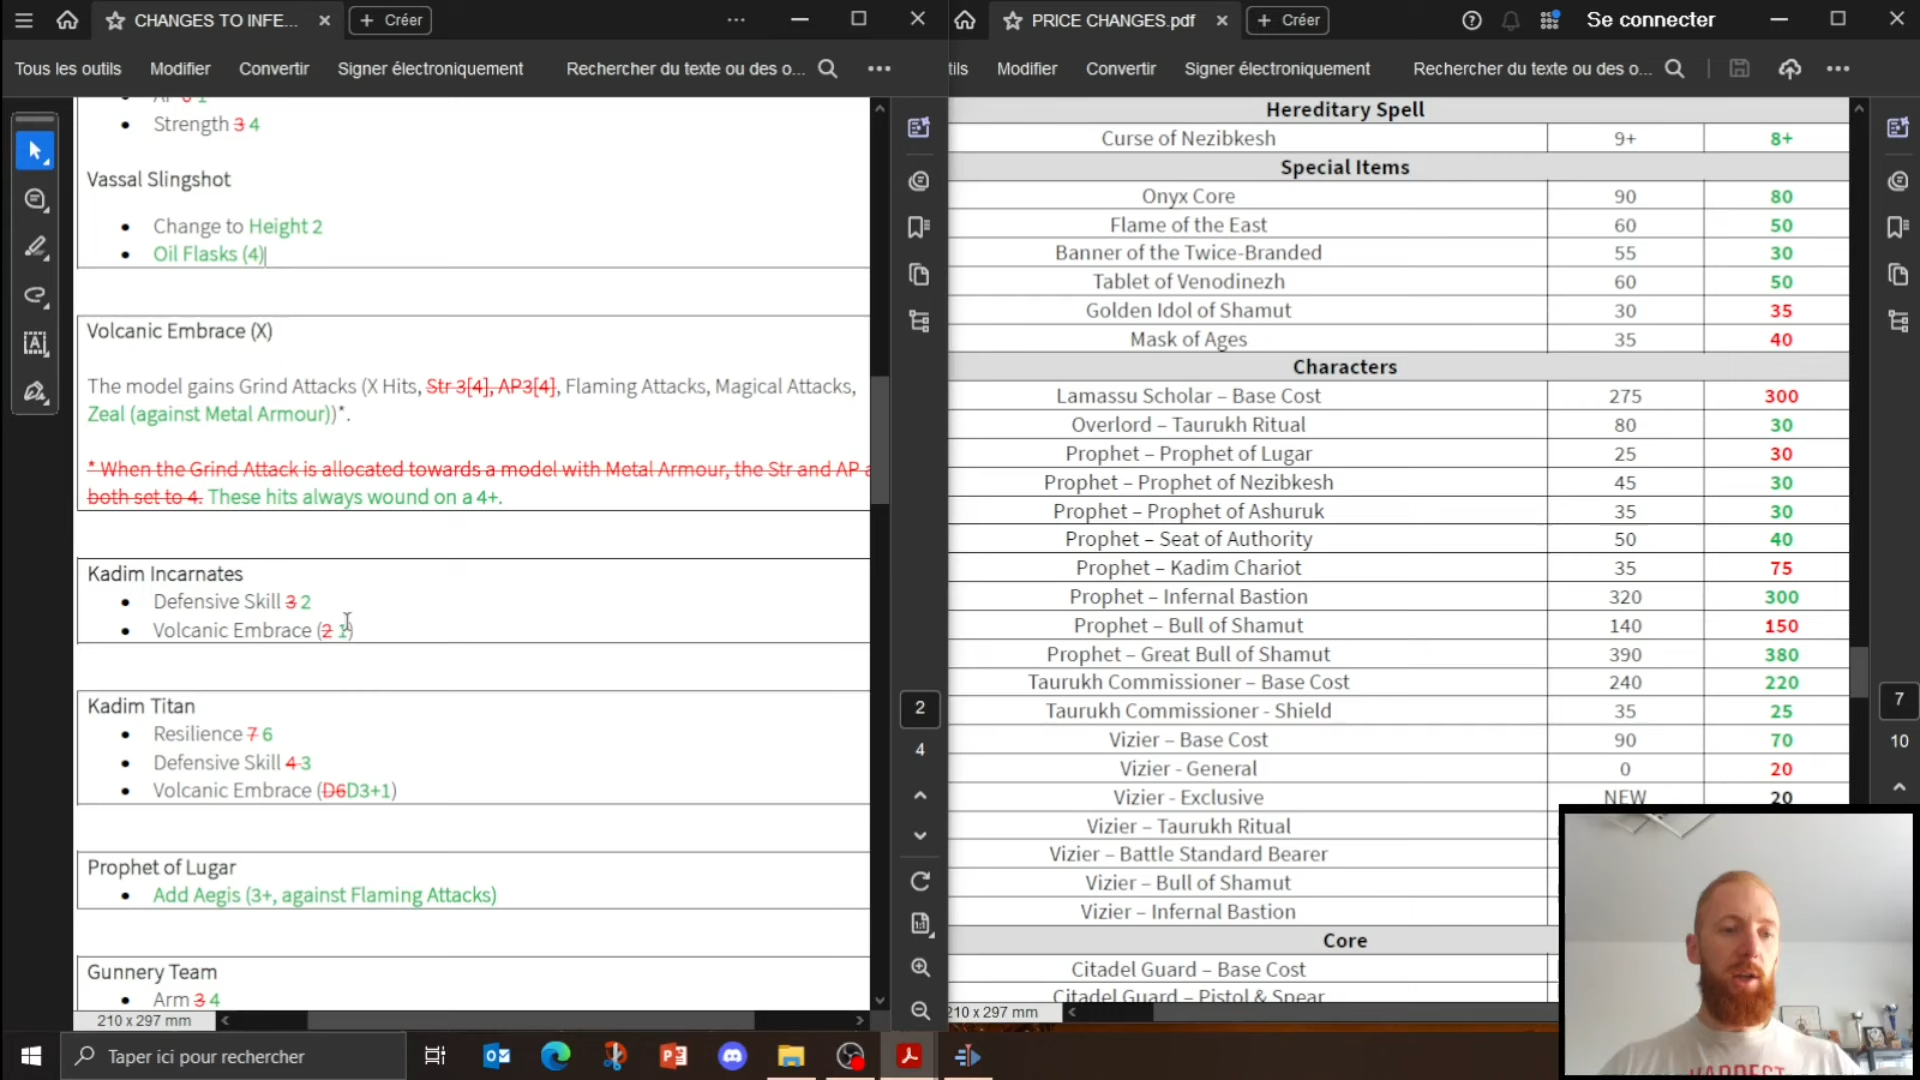 CHANGES TO INFE...
Créer
Tous les outils
Modifier
Convertir
Signer électroniquement
Rechercher du texte ou des o...
Strength 3 4
Vassal Slingshot
Change to Height 2
Oil Flasks (4)
Volcanic Embrace (X)
The model gains Grind Attacks (X Hits, Str 3[4], AP3[4], Flaming Attacks, Magical Attacks,
Zeal (against Metal Armour))*.
* When the Grind Attack is allocated towards a model with Metal Armour, the Str and AP a
both set to 4. These hits always wound on a 4+.
Kadim Incarnates
Defensive Skill 3 2
Volcanic Embrace (2 1)
Kadim Titan
Resilience 7 6
Defensive Skill 4 3
Volcanic Embrace (D6D3+1)
Prophet of Lugar
Add Aegis (3+, against Flaming Attacks)
Gunnery Team
Arm 3 4
210 x 297 mm
2
4
PRICE CHANGES.pdf
Créer
Se connecter
tils
Modifier
Convertir
Signer électroniquement
Rechercher du texte ou des o...
Hereditary Spell
Curse of Nezibkesh 9+ 8+
Special Items
Onyx Core 90 80
Flame of the East 60 50
Banner of the Twice-Branded 55 30
Tablet of Venodinezh 60 50
Golden Idol of Shamut 30 35
Mask of Ages 35 40
Characters
Lamassu Scholar – Base Cost 275 300
Overlord – Taurukh Ritual 80 30
Prophet – Prophet of Lugar 25 30
Prophet – Prophet of Nezibkesh 45 30
Prophet – Prophet of Ashuruk 35 30
Prophet – Seat of Authority 50 40
Prophet – Kadim Chariot 35 75
Prophet – Infernal Bastion 320 300
Prophet – Bull of Shamut 140 150
Prophet – Great Bull of Shamut 390 380
Taurukh Commissioner – Base Cost 240 220
Taurukh Commissioner - Shield 35 25
Vizier – Base Cost 90 70
Vizier - General 0 20
Vizier - Exclusive NEW 20
Vizier – Taurukh Ritual
Vizier – Battle Standard Bearer
Vizier – Bull of Shamut
Vizier – Infernal Bastion
Core
Citadel Guard – Base Cost
Citadel Guard – Pistol & Spear
7
10
210 x 297 mm
Taper ici pour rechercher